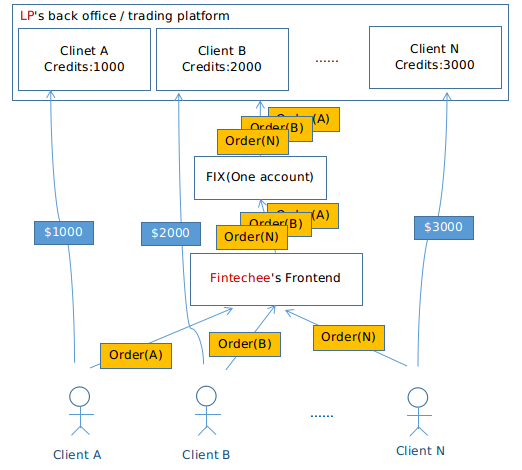 LP's back office / trading platform
Clinet A
Credits:1000
Client B
Credits:2000
......
Client N
Credits:3000
Order(A)
Order(B)
Order(N)
FIX(One account)
Order(A)
Order(B)
Order(N)
$1000
$2000
$3000
Fintechee's Frontend
Order(A)
Order(B)
Order(N)
......
Client A
Client B
Client N